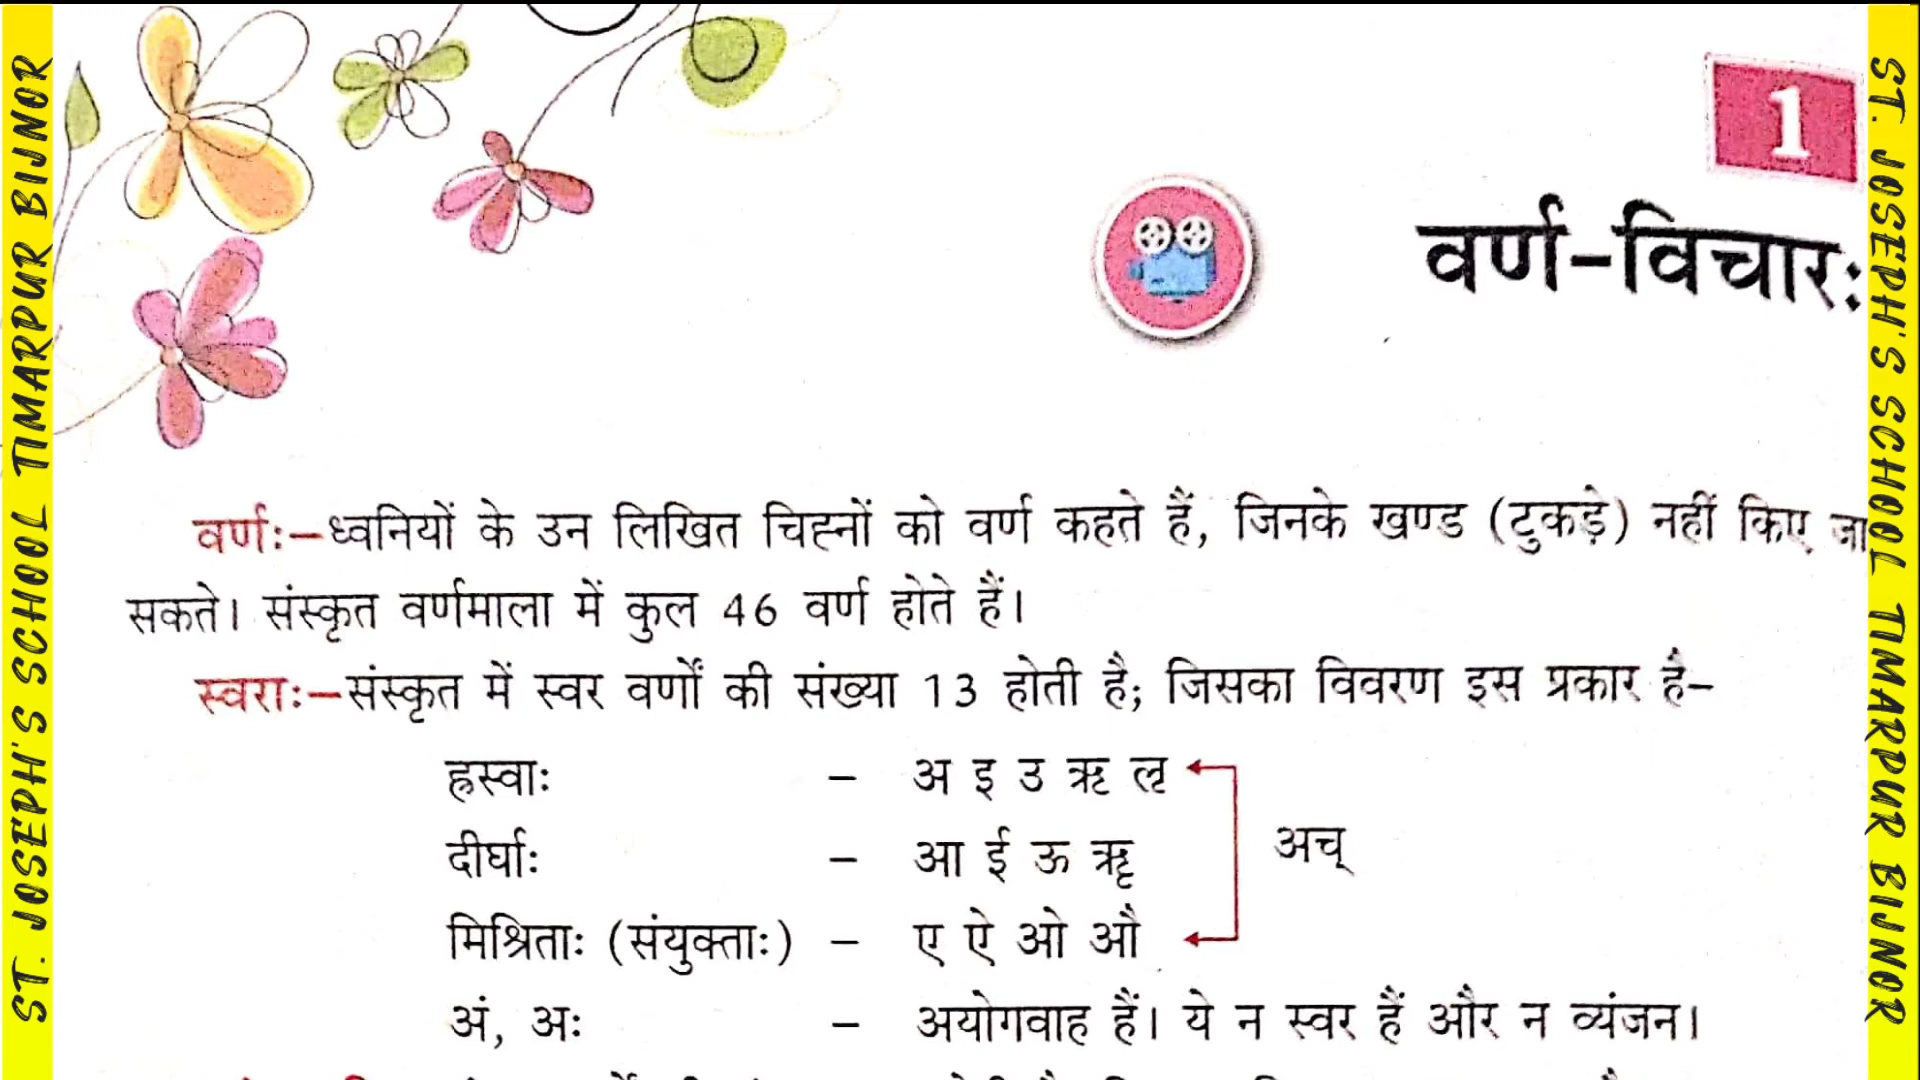 ST. JOSEPH'S SCHOOL TIMARPUR BIJNOR
1
वर्ण-विचारः
वर्णः–ध्वनियों के उन लिखित चिह्नों को वर्ण कहते हैं, जिनके खण्ड (टुकड़े) नहीं किए जा
सकते। संस्कृत वर्णमाला में कुल 46 वर्ण होते हैं।
स्वराः–संस्कृत में स्वर वर्णों की संख्या 13 होती है; जिसका विवरण इस प्रकार है–
ह्रस्वाः – अ इ उ ऋ लृ
दीर्घाः – आ ई ऊ ॠ
अच्
मिश्रिताः (संयुक्ताः) – ए ऐ ओ औ
अं, अः – अयोगवाह हैं। ये न स्वर हैं और न व्यंजन।
ST. JOSEPH'S SCHOOL TIMARPUR BIJNOR